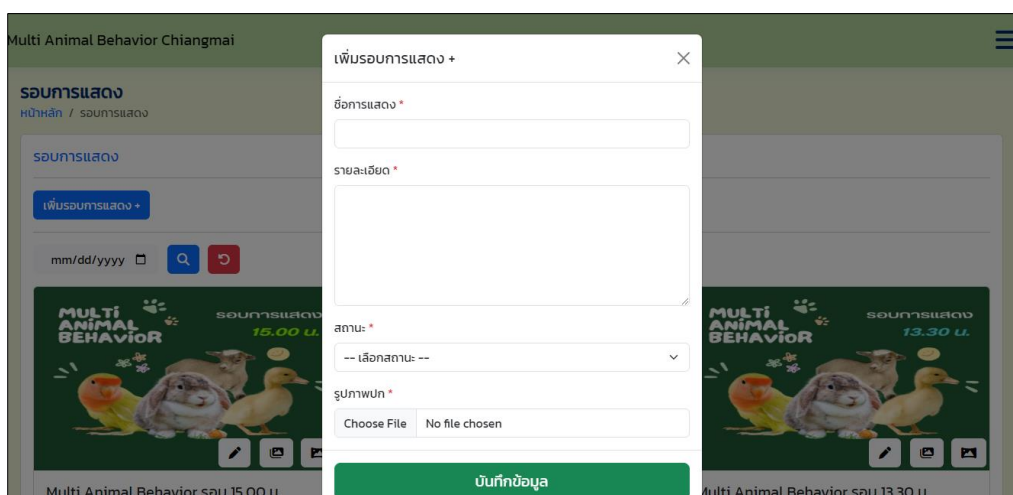 Multi Animal Behavior Chiangmai
รอบการแสดง
หน้าหลัก / รอบการแสดง
รอบการแสดง
เพิ่มรอบการแสดง +
mm/dd/yyyy
MULTi
ANiMAL
BEHAVioR
รอบการแสดง
15.00 น.
Multi Animal Behavior รอบ 15.00 น
เพิ่มรอบการแสดง +
ชื่อการแสดง *
รายละเอียด *
สถานะ *
-- เลือกสถานะ --
รูปภาพปก *
Choose File No file chosen
บันทึกข้อมูล
MULTi
ANiMAL
BEHAVioR
รอบการแสดง
13.30 น.
Multi Animal Behavior รอบ 13.30 น